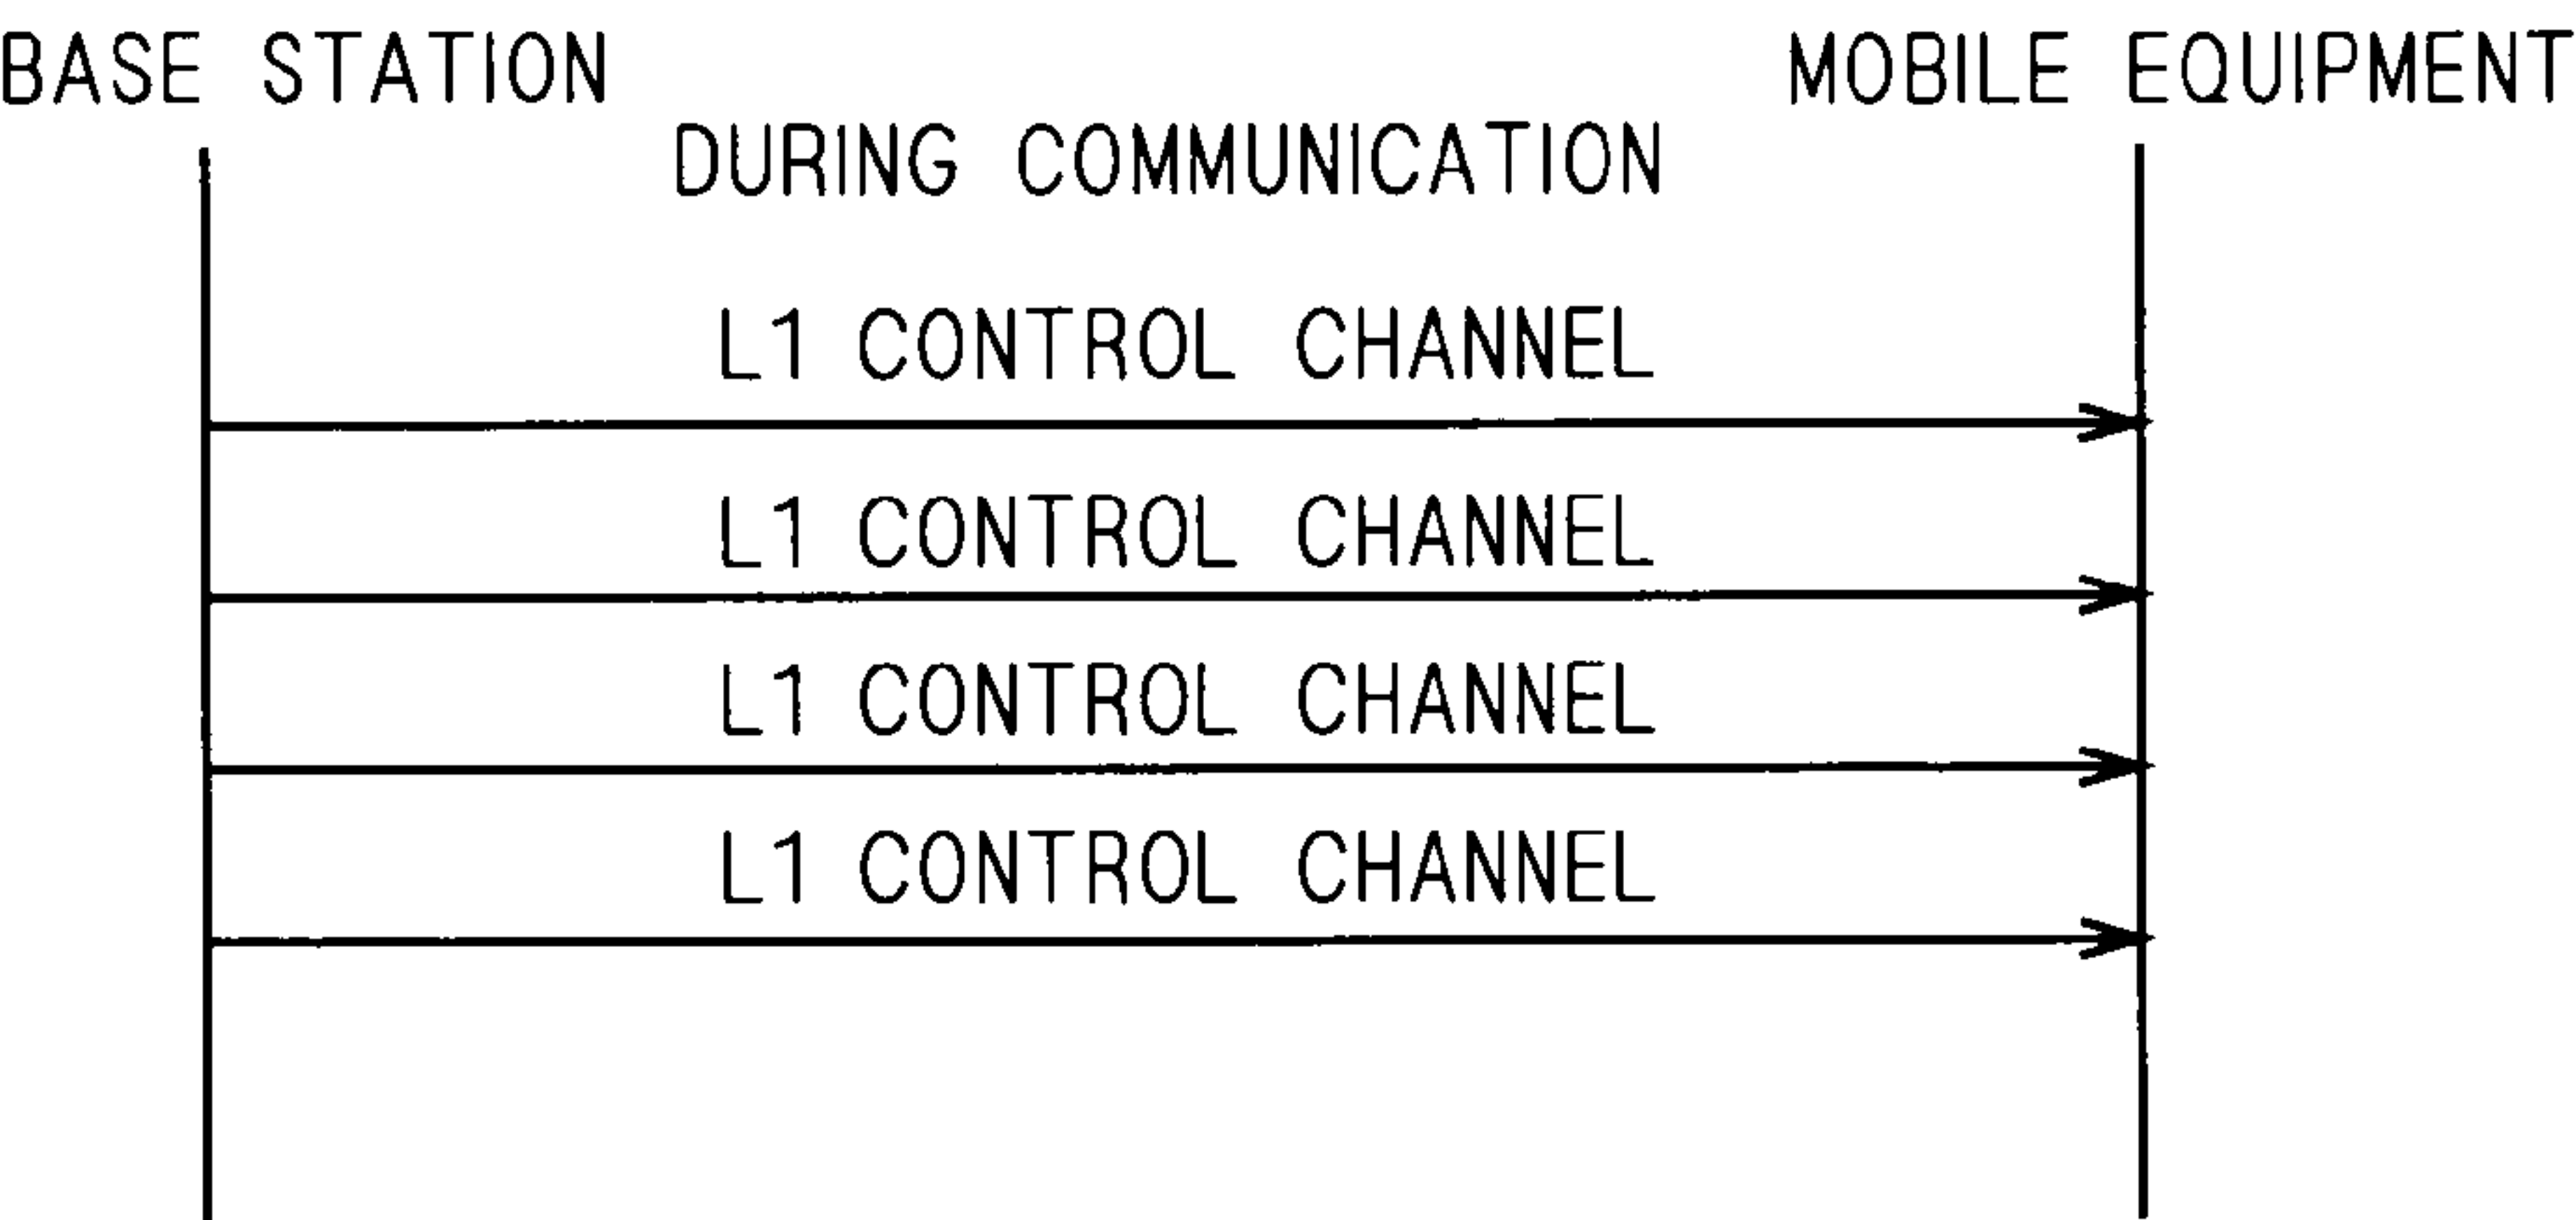 BASE STATION MOBILE EQUIPMENT
DURING COMMUNICATION
L1 CONTROL CHANNEL
L1 CONTROL CHANNEL
L1 CONTROL CHANNEL
L1 CONTROL CHANNEL